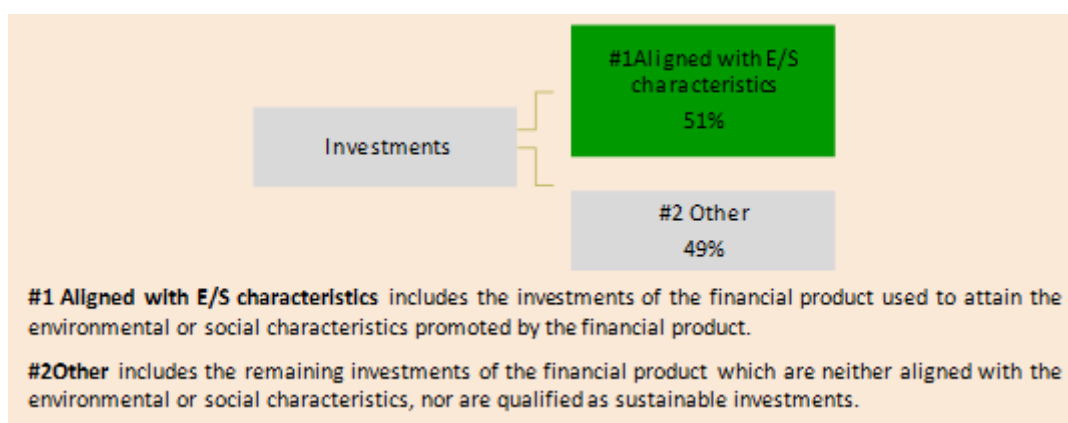 #1Aligned with E/S
characteristics
51%
Investments
#2 Other
49%
#1 Aligned with E/S characteristics includes the investments of the financial product used to attain the
environmental or social characteristics promoted by the financial product.
#2Other includes the remaining investments of the financial product which are neither aligned with the
environmental or social characteristics, nor are qualified as sustainable investments.